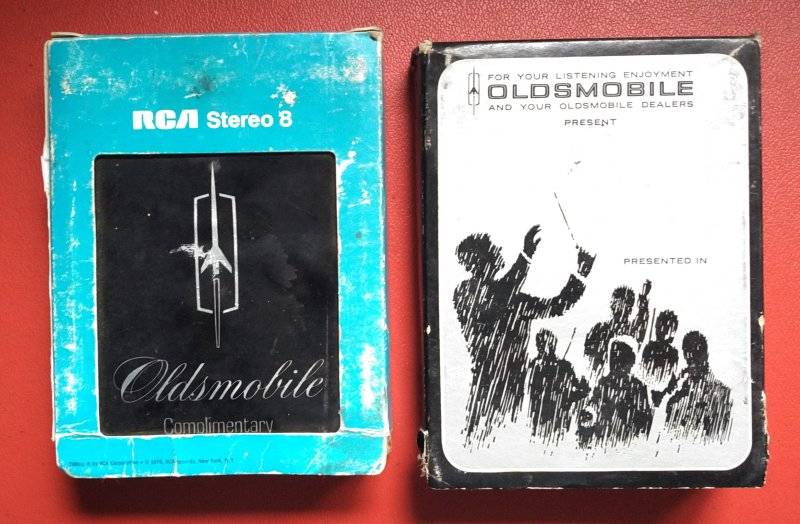 RCA Stereo 8
Oldsmobile
Complimentary
FOR YOUR LISTENING ENJOYMENT
OLDSMOBILE
AND YOUR OLDSMOBILE DEALERS
PRESENT
PRESENTED IN